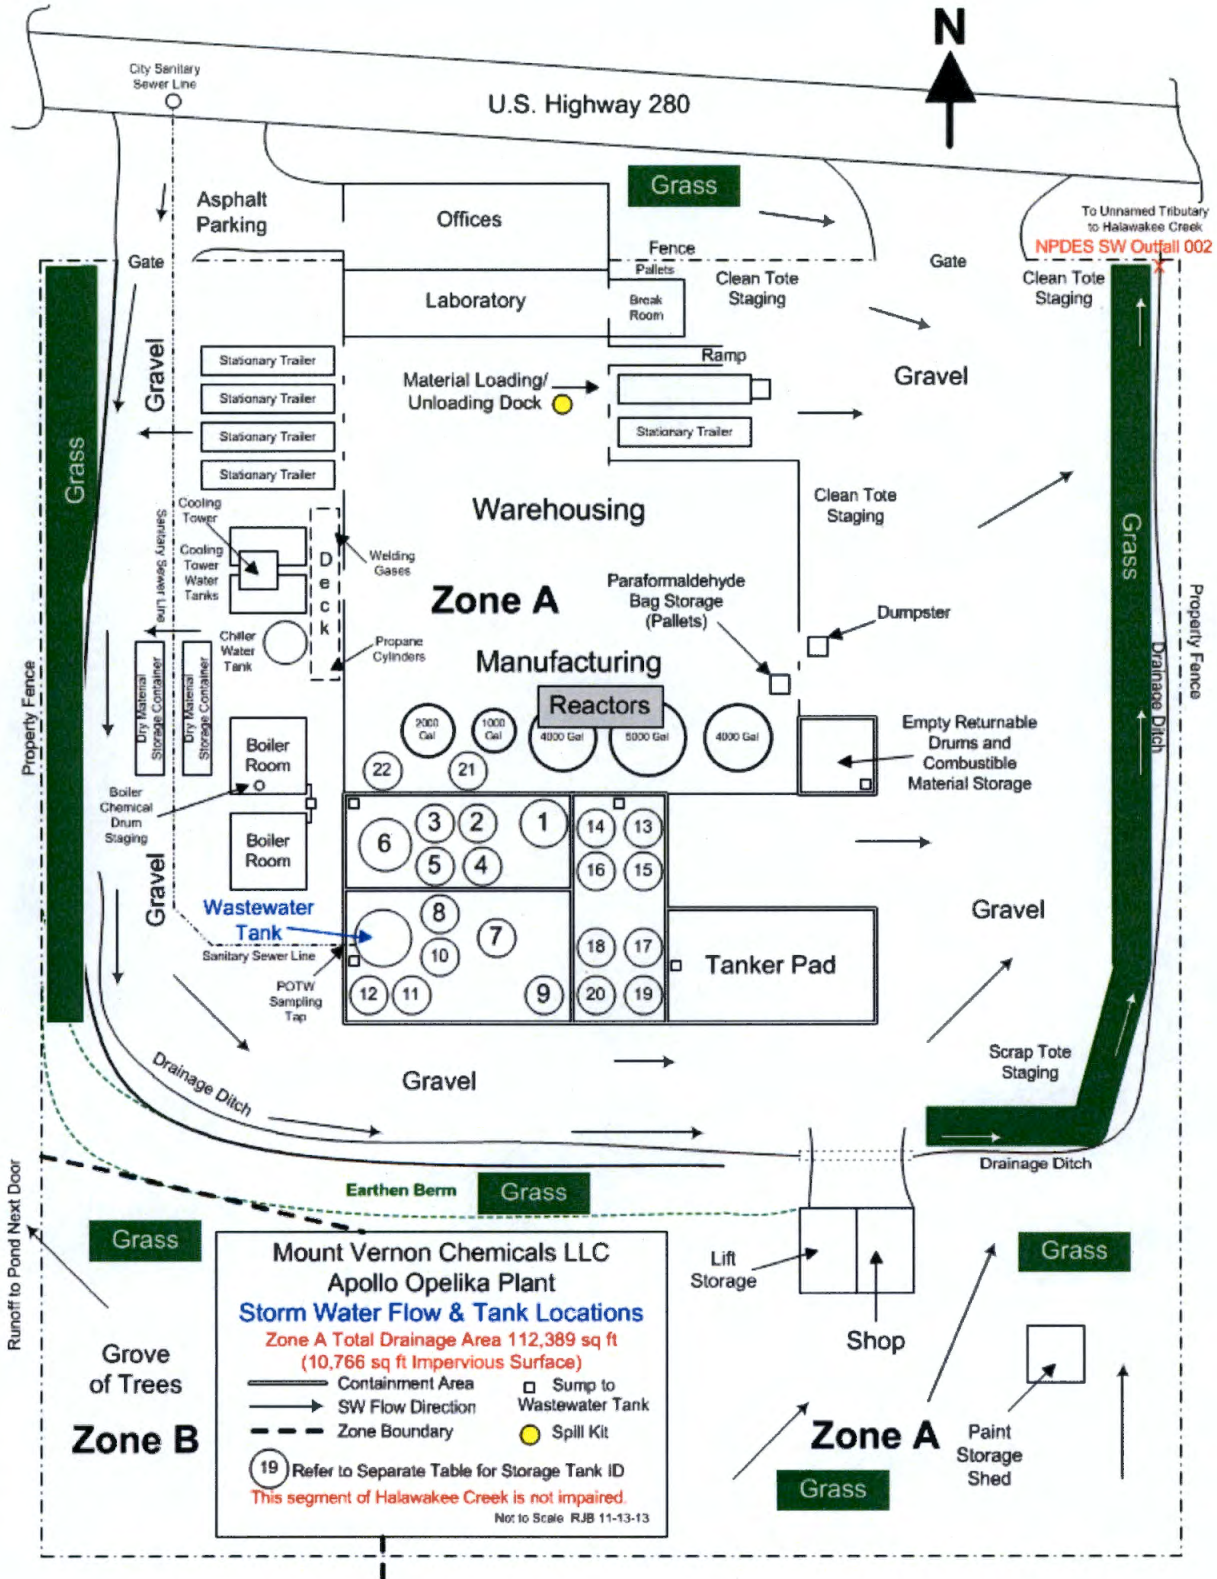 N
City Sanitary
Sewer Line
U.S. Highway 280
Grass
Asphalt
Parking
Offices
To Unnamed Tributary
to Halawakee Creek
NPDES SW Outfall 002
Gate
Fence
Pallets
Clean Tote
Staging
Gate
Clean Tote
Staging
Laboratory
Break
Room
Gravel
Stationary Trailer
Stationary Trailer
Stationary Trailer
Stationary Trailer
Ramp
Material Loading/
Unloading Dock
Stationary Trailer
Gravel
Grass
Cooling
Tower
Cooling
Tower
Water
Tanks
Sanitary Sewer Line
Deck
Welding
Gases
Warehousing
Clean Tote
Staging
Grass
Zone A
Paraformaldehyde
Bag Storage
(Pallets)
Dumpster
Property Fence
Drainage Ditch
Chiller
Water
Tank
Propane
Cylinders
Manufacturing
Reactors
Property Fence
Dry Material
Storage Container
Dry Material
Storage Container
2000
Gal
1000
Gal
4000 Gal
5000 Gal
4000 Gal
Empty Returnable
Drums and
Combustible
Material Storage
Boiler
Room
22
21
Boiler
Chemical
Drum
Staging
Boiler
Room
6
3
2
1
5
4
14
13
16
15
Gravel
Gravel
Wastewater
Tank
8
7
10
12
11
9
18
17
20
19
Tanker Pad
Sanitary Sewer Line
POTW
Sampling
Tap
Scrap Tote
Staging
Drainage Ditch
Gravel
Drainage Ditch
Earthen Berm
Grass
Runoff to Pond Next Door
Grass
Grass
Lift
Storage
Shop
Grove
of Trees
Zone B
Mount Vernon Chemicals LLC
Apollo Opelika Plant
Storm Water Flow & Tank Locations
Zone A Total Drainage Area 112,389 sq ft
(10,766 sq ft Impervious Surface)
Containment Area
Sump to
Wastewater Tank
SW Flow Direction
Zone Boundary
Spill Kit
19 Refer to Separate Table for Storage Tank ID
This segment of Halawakee Creek is not impaired.
Not to Scale RJB 11-13-13
Zone A
Paint
Storage
Shed
Grass